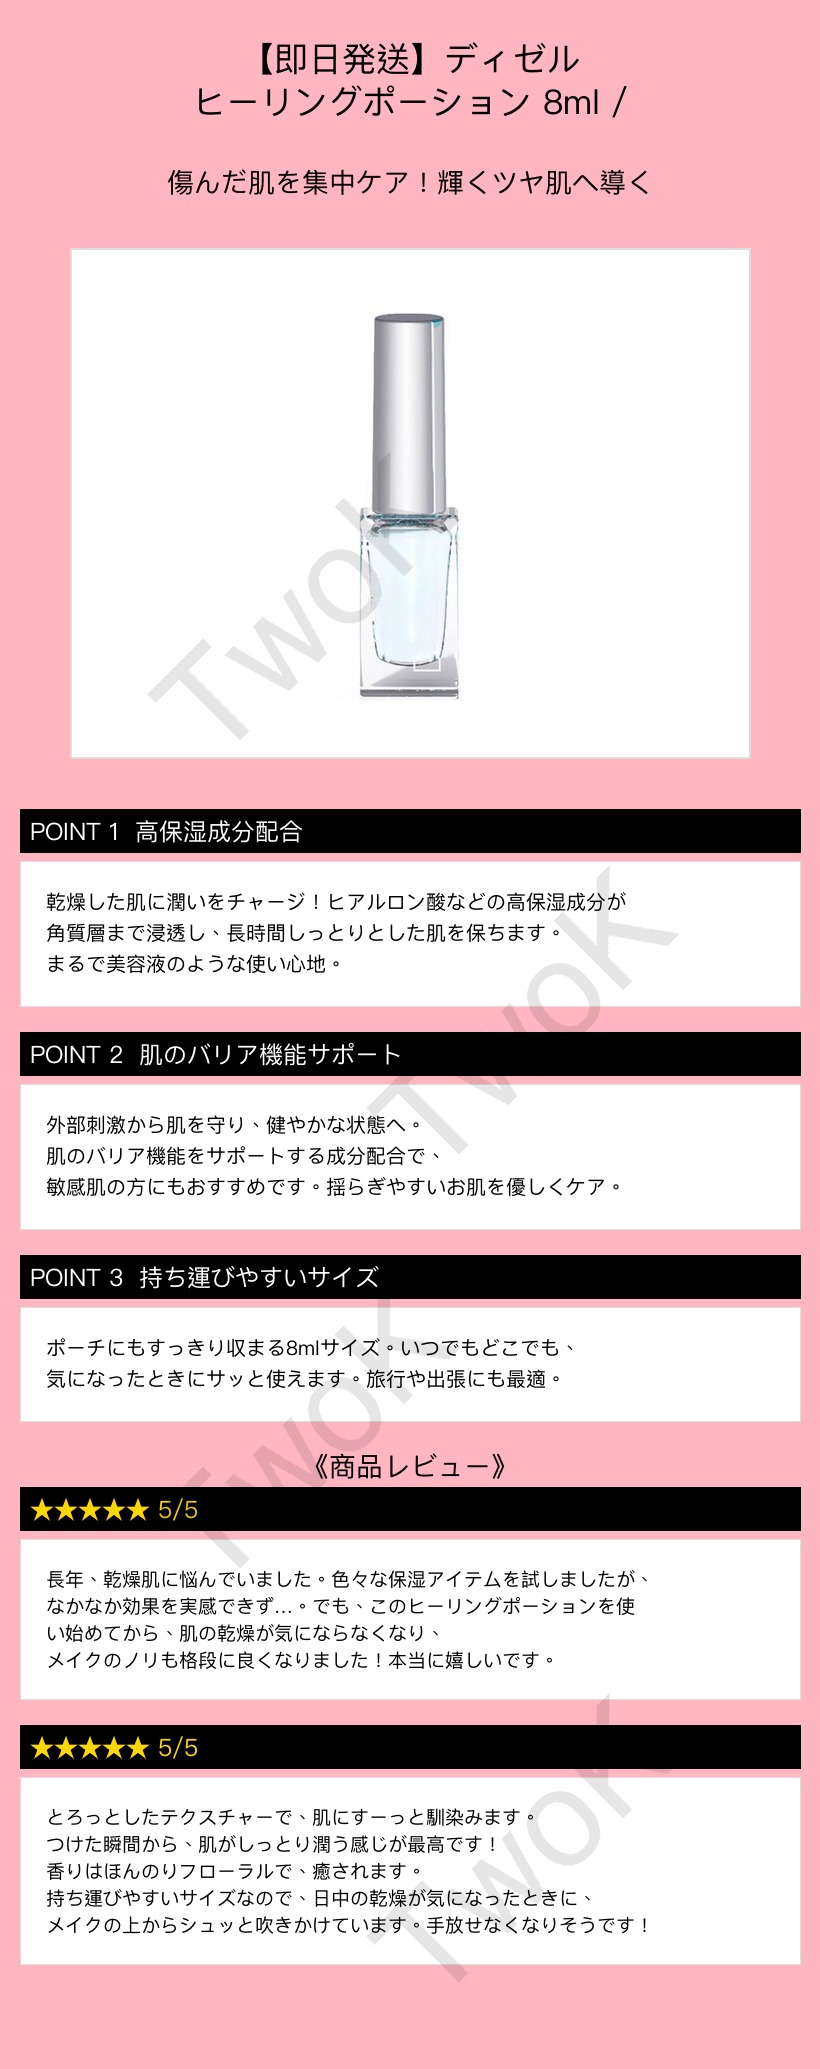 【即日発送】ディゼル
ヒーリングポーション 8ml /
傷んだ肌を集中ケア！輝くツヤ肌へ導く
TwoK
POINT 1 高保湿成分配合
乾燥した肌に潤いをチャージ！ヒアルロン酸などの高保湿成分が
角質層まで浸透し、長時間しっとりとした肌を保ちます。
まるで美容液のような使い心地。
TwoK
POINT 2 肌のバリア機能サポート
外部刺激から肌を守り、健やかな状態へ。
肌のバリア機能をサポートする成分配合で、
敏感肌の方にもおすすめです。揺らぎやすいお肌を優しくケア。
POINT 3 持ち運びやすいサイズ
ポーチにもすっきり収まる8mlサイズ。いつでもどこでも、
気になったときにサッと使えます。旅行や出張にも最適。
TwoK
《商品レビュー》
★★★★★ 5/5
長年、乾燥肌に悩んでいました。色々な保湿アイテムを試しましたが、
なかなか効果を実感できず…。でも、このヒーリングポーションを使
い始めてから、肌の乾燥が気にならなくなり、
メイクのノリも格段に良くなりました！本当に嬉しいです。
★★★★★ 5/5
とろっとしたテクスチャーで、肌にすーっと馴染みます。
つけた瞬間から、肌がしっとり潤う感じが最高です！
香りはほんのりフローラルで、癒されます。
持ち運びやすいサイズなので、日中の乾燥が気になったときに、
メイクの上からシュッと吹きかけています。手放せなくなりそうです！
TwoK